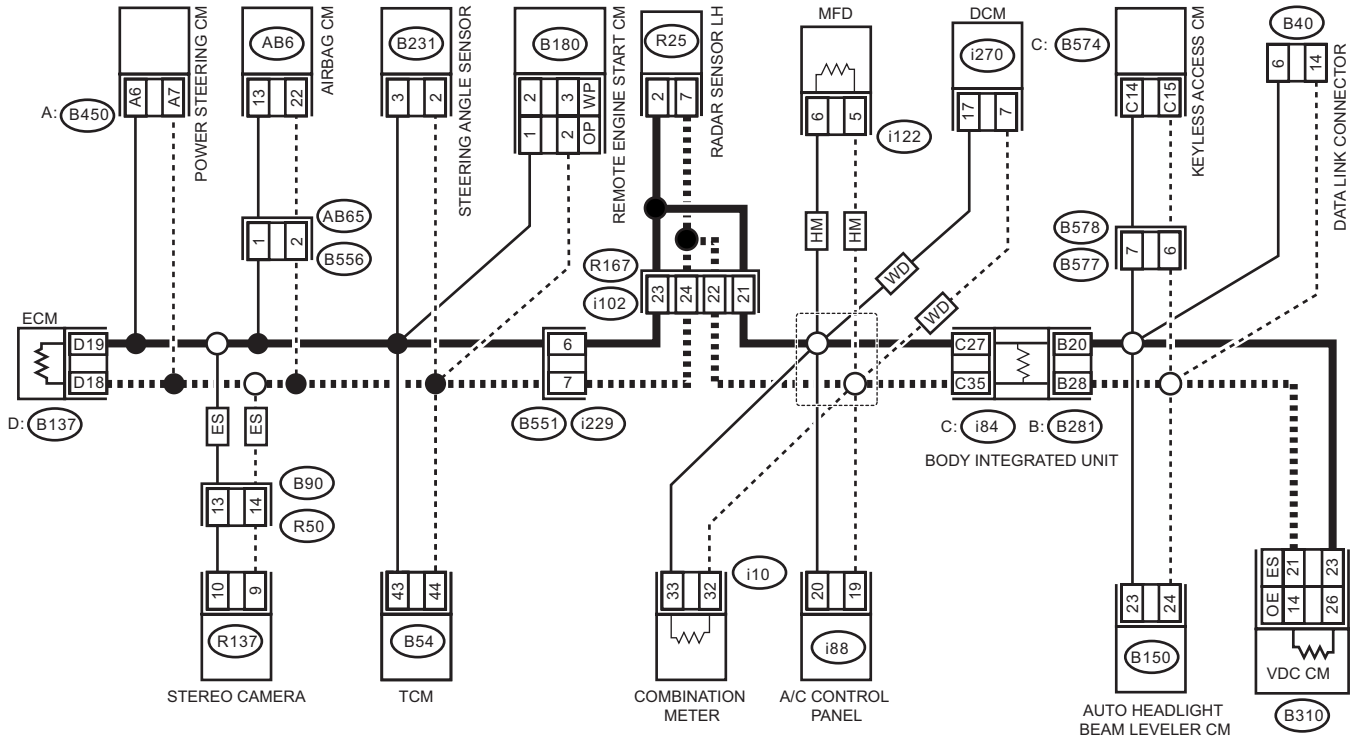 A6
A7
A: B450
POWER STEERING CM
AB6
13
22
AIRBAG CM
AB65
1
2
B556
B231
3
2
STEERING ANGLE SENSOR
B180
2
3
WP
1
2
OP
REMOTE ENGINE START CM
R25
2
7
RADAR SENSOR LH
MFD
6
5
i122
HM
HM
DCM
i270
17
7
WD
WD
C: B574
C14
C15
KEYLESS ACCESS CM
B578
B577
7
6
B40
6
14
DATA LINK CONNECTOR
R167
i102
23
24
22
21
ECM
D19
D18
D: B137
6
7
B551
i229
C27
C35
B20
B28
C: i84
B: B281
BODY INTEGRATED UNIT
ES
ES
13
14
B90
R50
10
9
R137
STEREO CAMERA
43
44
B54
TCM
33
32
i10
COMBINATION
METER
20
19
i88
A/C CONTROL
PANEL
23
24
B150
AUTO HEADLIGHT
BEAM LEVELER CM
ES
21
23
OE
14
26
VDC CM
B310